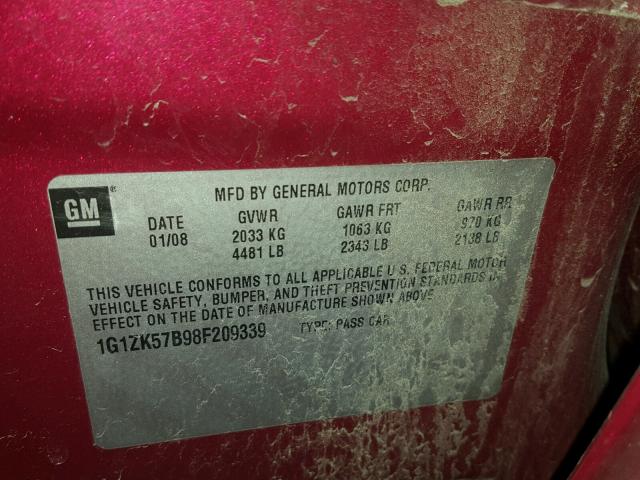 GM ®
MFD BY GENERAL MOTORS CORP.
DATE GVWR GAWR FRT GAWR RR
01/08 2033 KG 1063 KG 970 KG
4481 LB 2343 LB 2138 LB
THIS VEHICLE CONFORMS TO ALL APPLICABLE U.S. FEDERAL MOTOR
VEHICLE SAFETY, BUMPER, AND THEFT PREVENTION STANDARDS IN
EFFECT ON THE DATE OF MANUFACTURE SHOWN ABOVE
1G1ZK57B98F209339 TYPE: PASS CAR